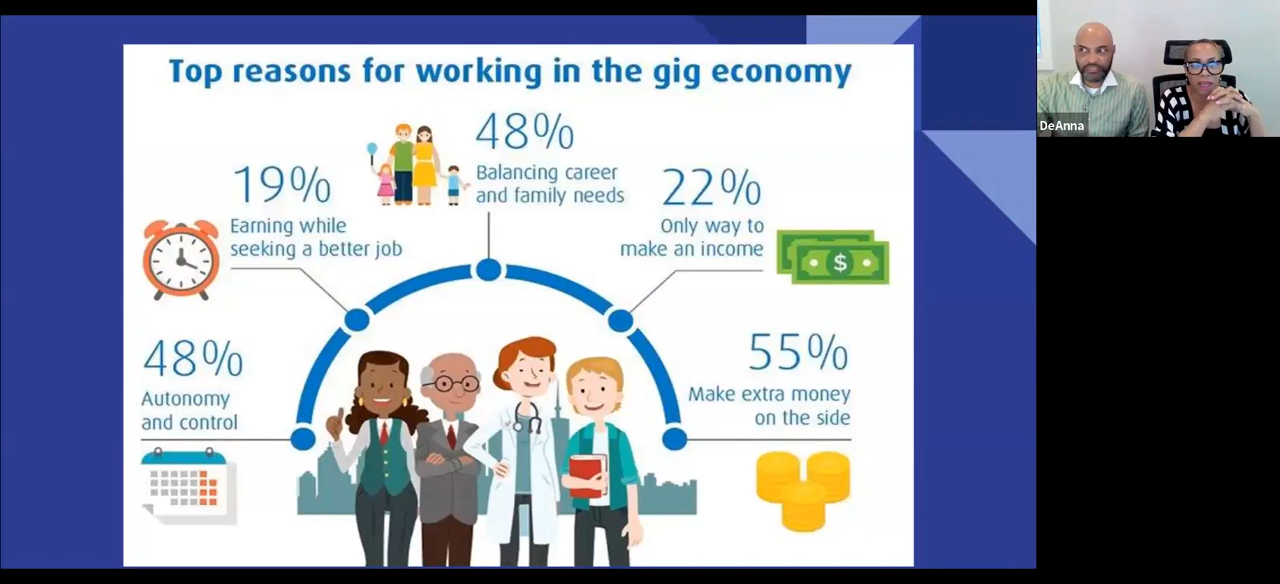 Top reasons for working in the gig economy
48%
Balancing career
and family needs
19%
Earning while
seeking a better job
22%
Only way to
make an income
$
48%
Autonomy
and control
55%
Make extra money
on the side
DeAnna